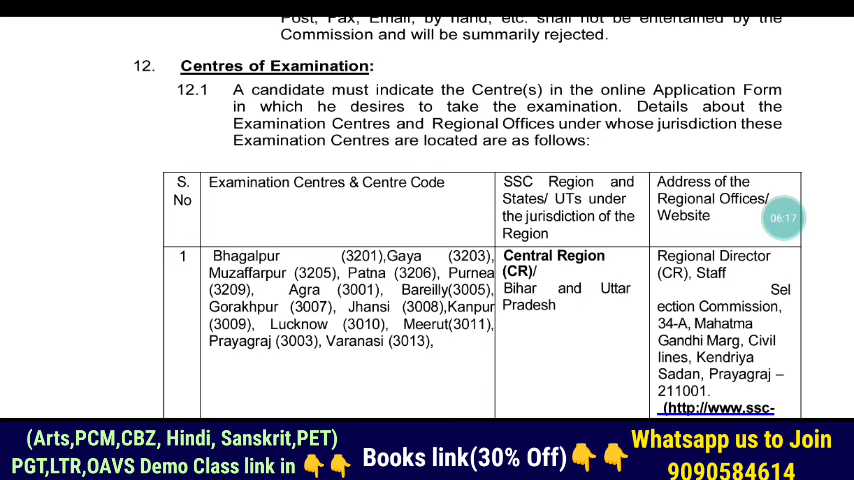 Post, Fax, Email, by hand, etc. shall not be entertained by the
Commission and will be summarily rejected.
12. Centres of Examination:
12.1 A candidate must indicate the Centre(s) in the online Application Form
in which he desires to take the examination. Details about the
Examination Centres and Regional Offices under whose jurisdiction these
Examination Centres are located are as follows:
S.
No
Examination Centres & Centre Code
SSC Region and
States/ UTs under
the jurisdiction of the
Region
Address of the
Regional Offices/
Website
06:17
1
Bhagalpur (3201),Gaya (3203),
Muzaffarpur (3205), Patna (3206), Purnea
(3209), Agra (3001), Bareilly(3005),
Gorakhpur (3007), Jhansi (3008),Kanpur
(3009), Lucknow (3010), Meerut(3011),
Prayagraj (3003), Varanasi (3013),
Central Region
(CR)/
Bihar and Uttar
Pradesh
Regional Director
(CR), Staff
Sel
ection Commission,
34-A, Mahatma
Gandhi Marg, Civil
lines, Kendriya
Sadan, Prayagraj –
211001.
(http://www.ssc-
(Arts,PCM,CBZ, Hindi, Sanskrit,PET)
PGT,LTR,OAVS Demo Class link in 👇👇
Books link(30% Off)👇👇
Whatsapp us to Join
9090584614